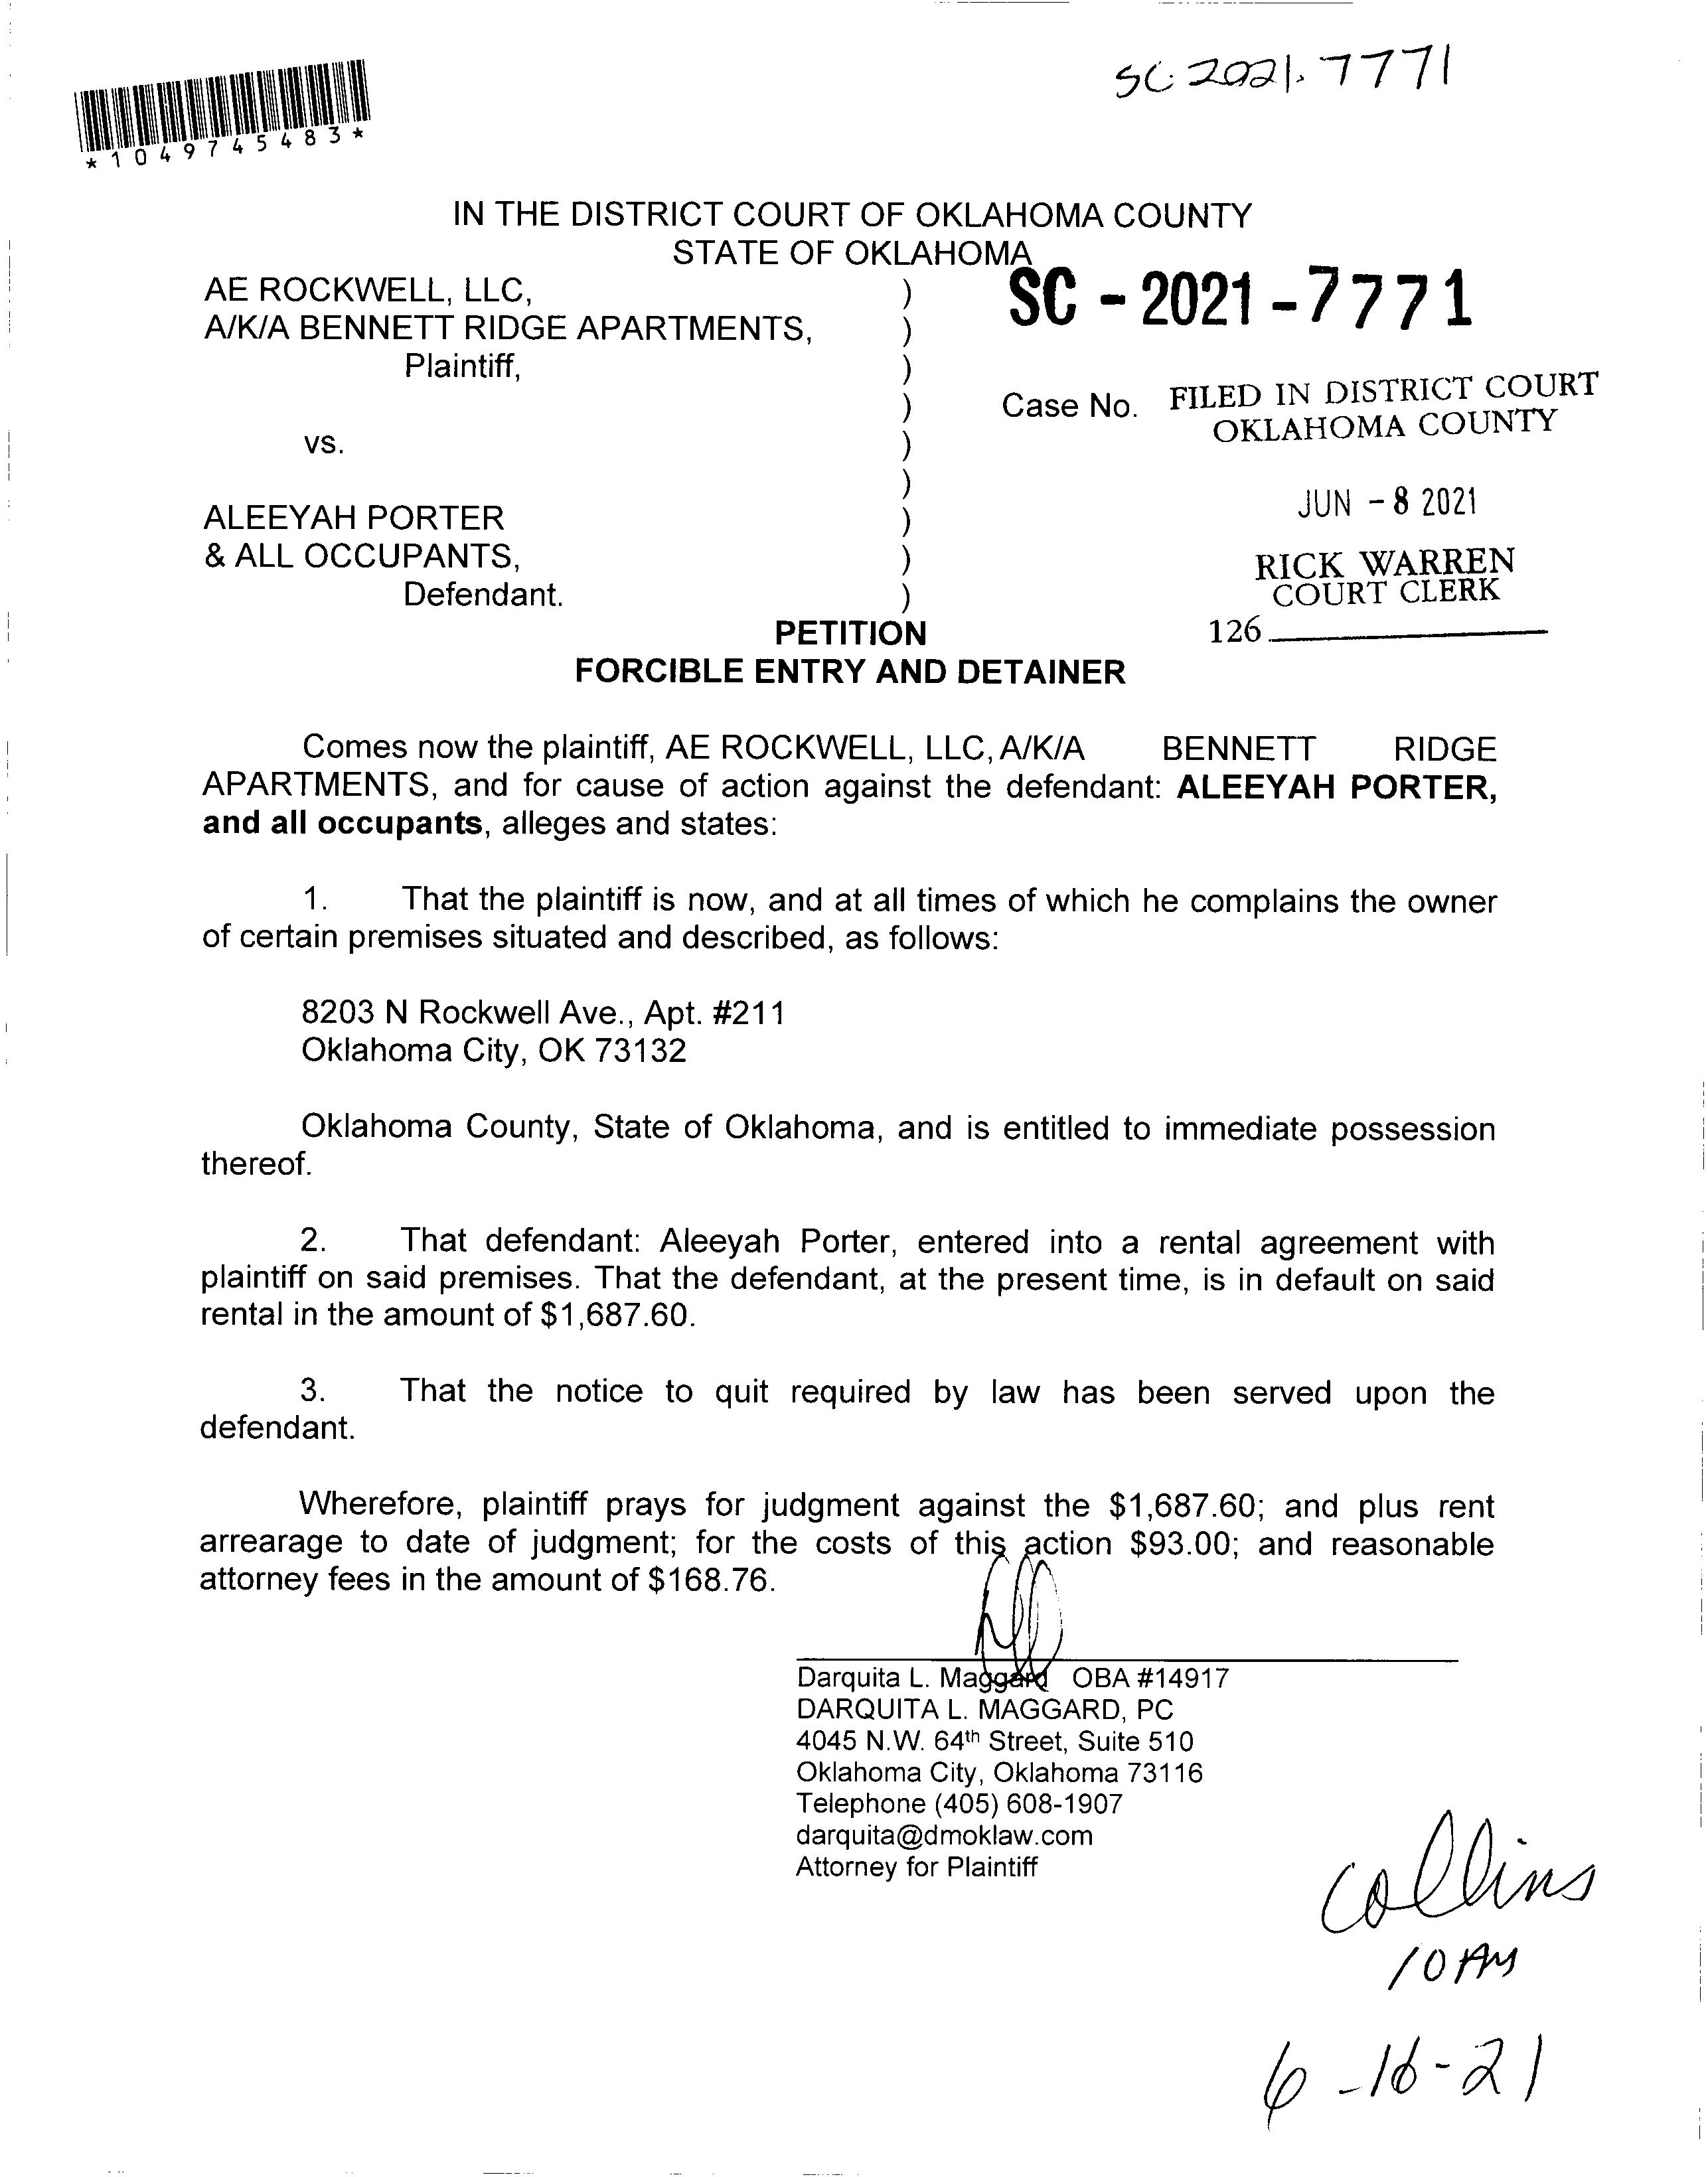 SC-2021-7771
*1049745483*
IN THE DISTRICT COURT OF OKLAHOMA COUNTY
STATE OF OKLAHOMA
AE ROCKWELL, LLC, )
A/K/A BENNETT RIDGE APARTMENTS, )
SC - 2021 - 7771
Plaintiff, )
) Case No.
FILED IN DISTRICT COURT
OKLAHOMA COUNTY
vs. )
)
JUN - 8 2021
ALEEYAH PORTER )
& ALL OCCUPANTS, )
Defendant. )
RICK WARREN
COURT CLERK
126
PETITION
FORCIBLE ENTRY AND DETAINER
Comes now the plaintiff, AE ROCKWELL, LLC, A/K/A BENNETT RIDGE
APARTMENTS, and for cause of action against the defendant: ALEEYAH PORTER,
and all occupants, alleges and states:
1. That the plaintiff is now, and at all times of which he complains the owner
of certain premises situated and described, as follows:
8203 N Rockwell Ave., Apt. #211
Oklahoma City, OK 73132
Oklahoma County, State of Oklahoma, and is entitled to immediate possession
thereof.
2. That defendant: Aleeyah Porter, entered into a rental agreement with
plaintiff on said premises. That the defendant, at the present time, is in default on said
rental in the amount of $1,687.60.
3. That the notice to quit required by law has been served upon the
defendant.
Wherefore, plaintiff prays for judgment against the $1,687.60; and plus rent
arrearage to date of judgment; for the costs of this action $93.00; and reasonable
attorney fees in the amount of $168.76.
Darquita L. Maggard OBA #14917
DARQUITA L. MAGGARD, PC
4045 N.W. 64th Street, Suite 510
Oklahoma City, Oklahoma 73116
Telephone (405) 608-1907
darquita@dmoklaw.com
Attorney for Plaintiff
Collins
10 AM
6-16-21